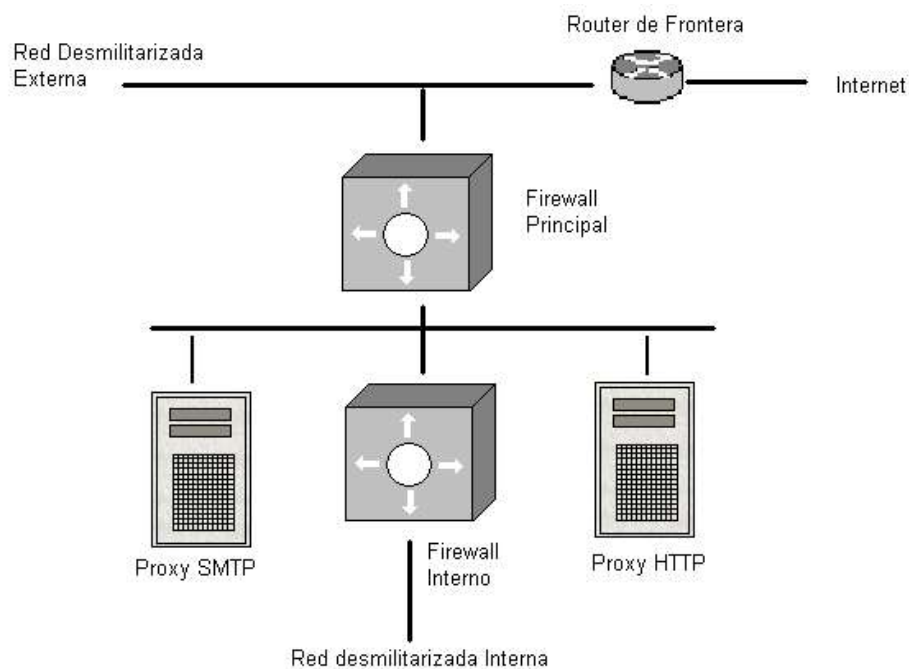 Router de Frontera
Red Desmilitarizada
Externa
Internet
Firewall
Principal
Proxy SMTP
Firewall
Interno
Proxy HTTP
Red desmilitarizada Interna